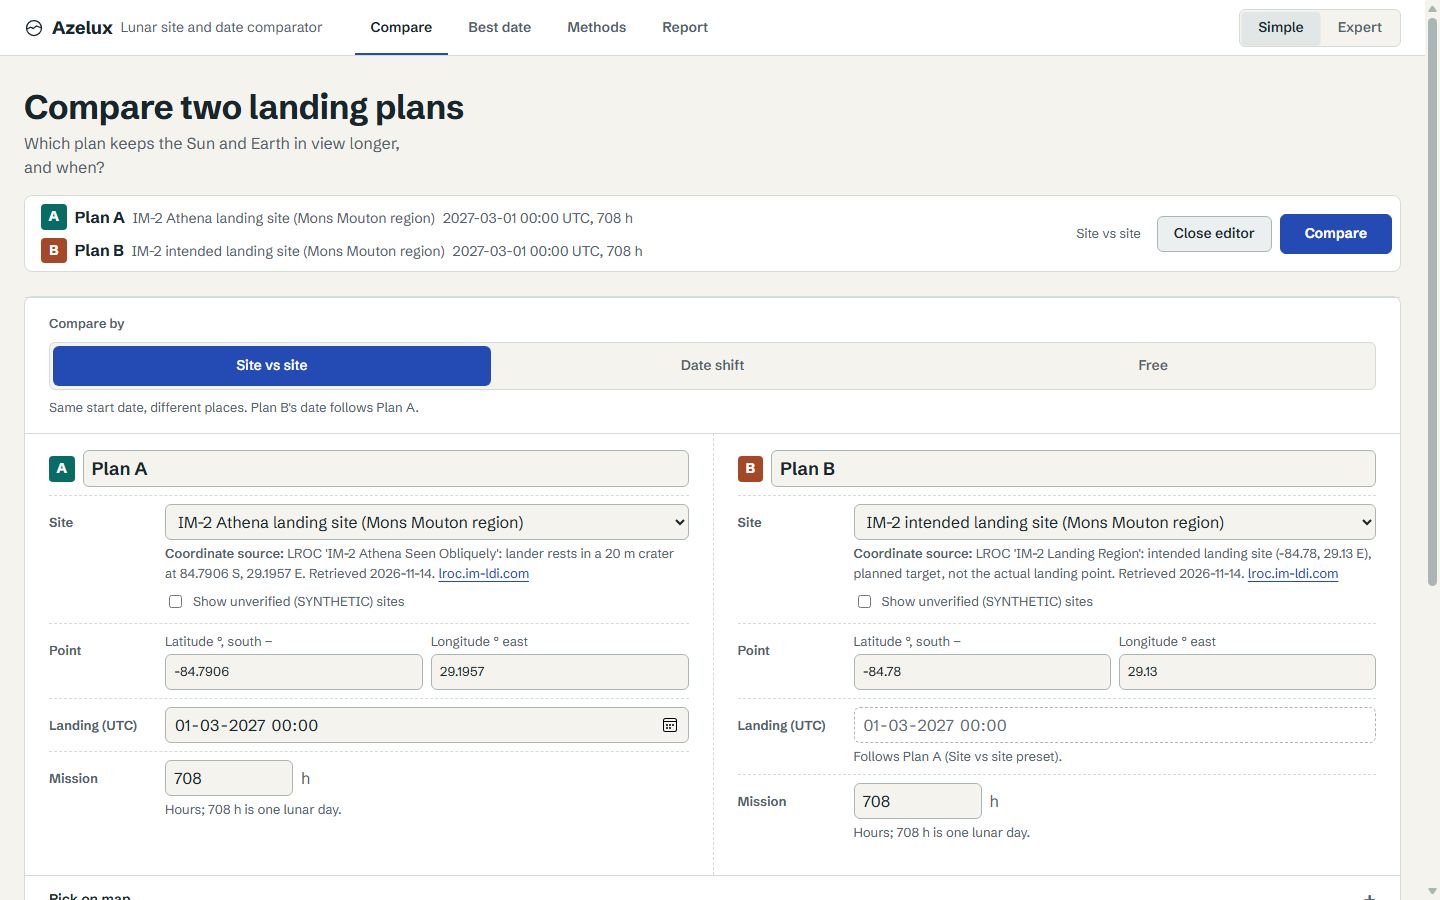 Azelux Lunar site and date comparator Compare Best date Methods Report Simple Expert
Compare two landing plans
Which plan keeps the Sun and Earth in view longer,
and when?
A Plan A IM-2 Athena landing site (Mons Mouton region) 2027-03-01 00:00 UTC, 708 h
B Plan B IM-2 intended landing site (Mons Mouton region) 2027-03-01 00:00 UTC, 708 h
Site vs site Close editor Compare
Compare by
Site vs site Date shift Free
Same start date, different places. Plan B's date follows Plan A.
A Plan A
Site IM-2 Athena landing site (Mons Mouton region)
Coordinate source: LROC 'IM-2 Athena Seen Obliquely': lander rests in a 20 m crater
at 84.7906 S, 29.1957 E. Retrieved 2026-11-14. lroc.im-ldi.com
Show unverified (SYNTHETIC) sites
Latitude °, south − Longitude ° east
Point -84.7906 29.1957
Landing (UTC) 01-03-2027 00:00
Mission 708 h
Hours; 708 h is one lunar day.
B Plan B
Site IM-2 intended landing site (Mons Mouton region)
Coordinate source: LROC 'IM-2 Landing Region': intended landing site (-84.78, 29.13 E),
planned target, not the actual landing point. Retrieved 2026-11-14. lroc.im-ldi.com
Show unverified (SYNTHETIC) sites
Latitude °, south − Longitude ° east
Point -84.78 29.13
Landing (UTC) 01-03-2027 00:00
Follows Plan A (Site vs site preset).
Mission 708 h
Hours; 708 h is one lunar day.
Pick on map +